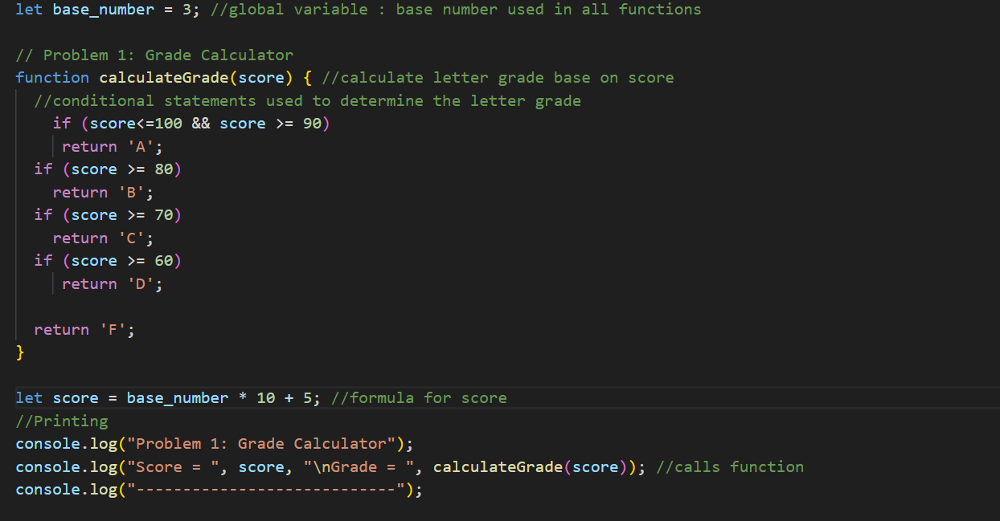 let base_number = 3; //global variable : base number used in all functions
// Problem 1: Grade Calculator
function calculateGrade(score) { //calculate letter grade base on score
//conditional statements used to determine the letter grade
if (score<=100 && score >= 90)
return 'A';
if (score >= 80)
return 'B';
if (score >= 70)
return 'C';
if (score >= 60)
return 'D';
return 'F';
}
let score = base_number * 10 + 5; //formula for score
//Printing
console.log("Problem 1: Grade Calculator");
console.log("Score = ", score, "\nGrade = ", calculateGrade(score)); //calls function
console.log("----------------------------");